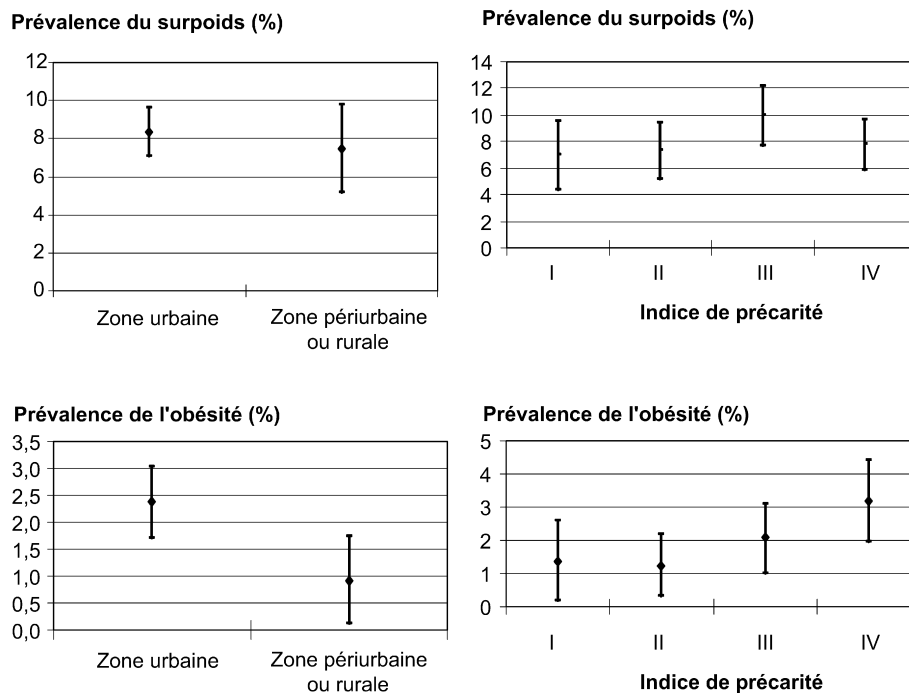 Prévalence du surpoids (%)
12
10
8
6
4
2
0
Zone urbaine
Zone périurbaine
ou rurale
Prévalence du surpoids (%)
14
12
10
8
6
4
2
0
I II III IV
Indice de précarité
Prévalence de l'obésité (%)
3,5
3,0
2,5
2,0
1,5
1,0
0,5
0,0
Zone urbaine
Zone périurbaine
ou rurale
Prévalence de l'obésité (%)
5
4
3
2
1
0
I II III IV
Indice de précarité